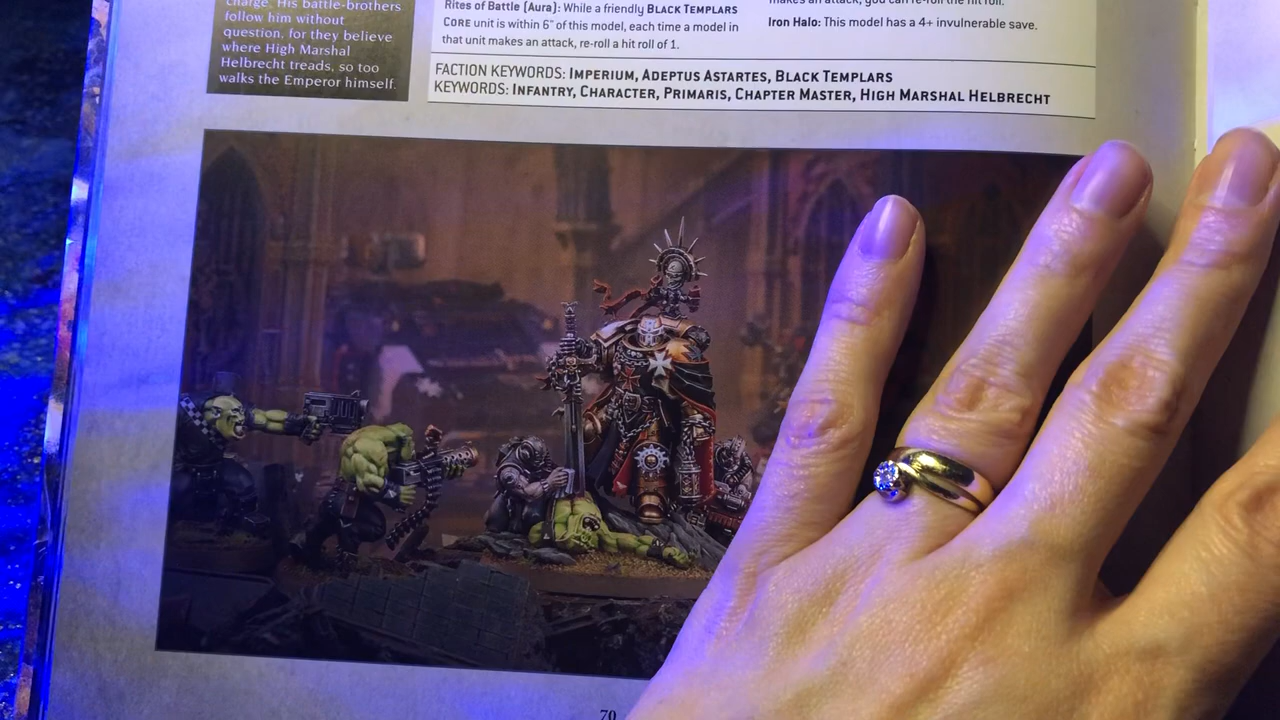 charge. His battle-brothers
follow him without
question, for they believe
where High Marshal
Helbrecht treads, so too
walks the Emperor himself.
Rites of Battle (Aura): While a friendly BLACK TEMPLARS
CORE unit is within 6" of this model, each time a model in
that unit makes an attack, re-roll a hit roll of 1.
makes an attack, you can re-roll the hit roll.
Iron Halo: This model has a 4+ invulnerable save.
FACTION KEYWORDS: IMPERIUM, ADEPTUS ASTARTES, BLACK TEMPLARS
KEYWORDS: INFANTRY, CHARACTER, PRIMARIS, CHAPTER MASTER, HIGH MARSHAL HELBRECHT
70